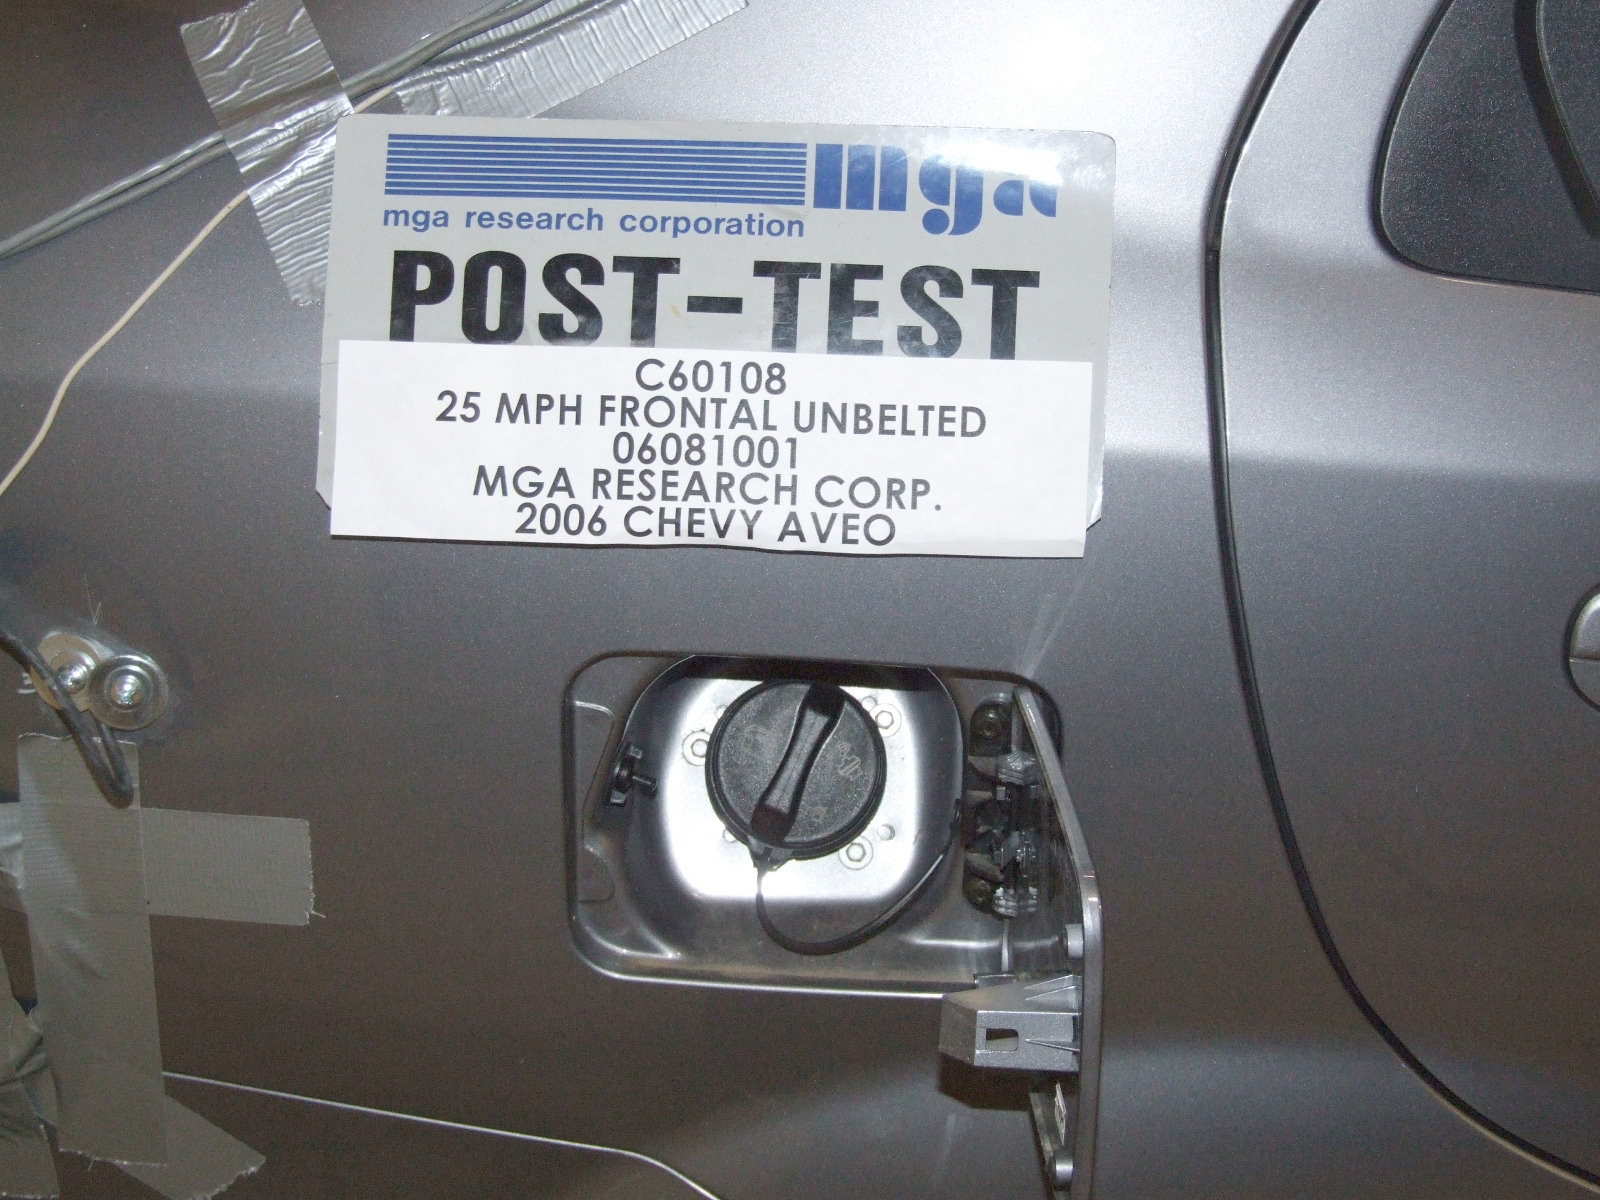 mga
mga research corporation
POST-TEST
C60108
25 MPH FRONTAL UNBELTED
06081001
MGA RESEARCH CORP.
2006 CHEVY AVEO